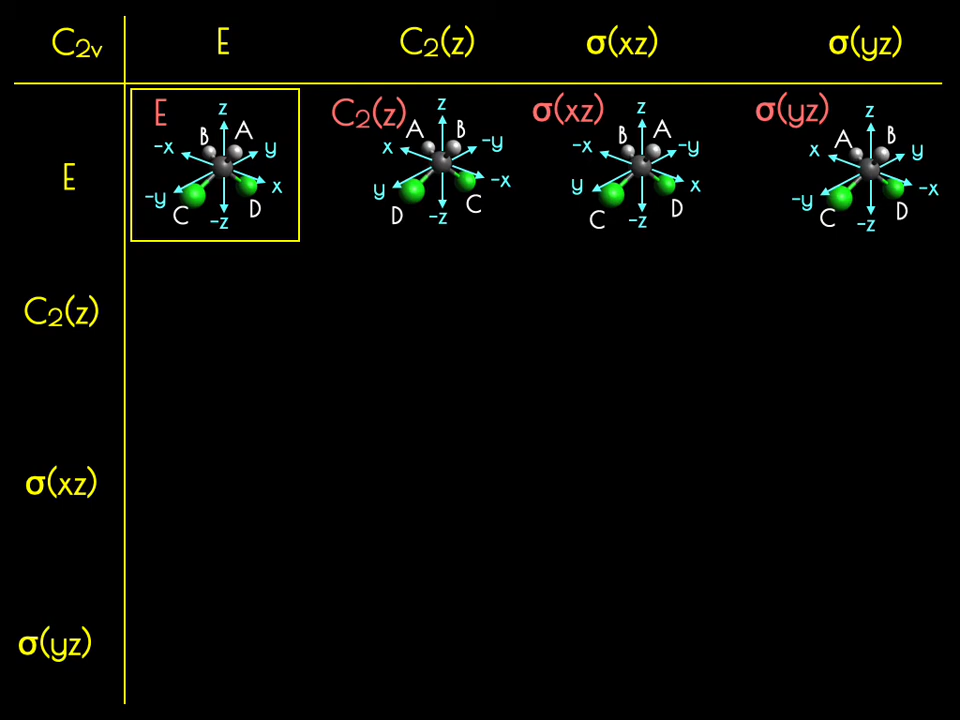 C₂ᵥ E C₂(z) σ(xz) σ(yz)
E
E z B A -x y -y x C D -z
C₂(z) z A B x -y y -x D C -z
σ(xz) z B A -x -y y x C D -z
σ(yz) z A B x y -y -x C D -z
C₂(z)
σ(xz)
σ(yz)